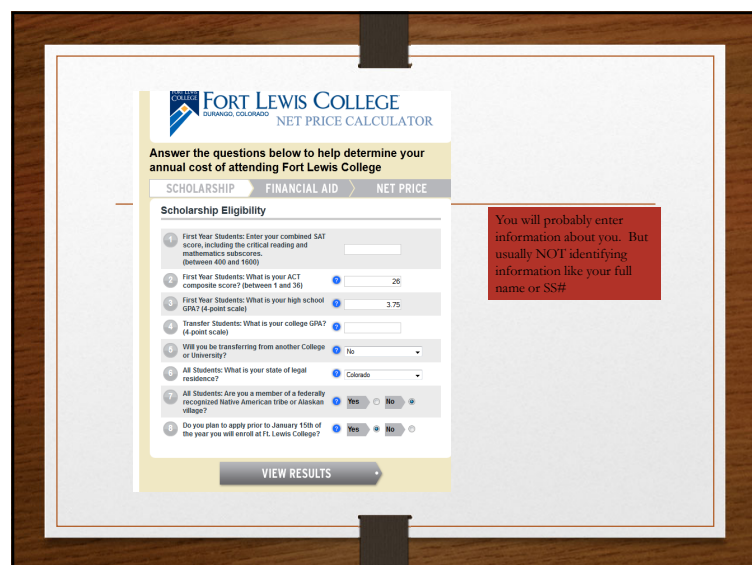 FORT LEWIS
COLLEGE
FORT LEWIS COLLEGE
DURANGO, COLORADO
NET PRICE CALCULATOR
Answer the questions below to help determine your
annual cost of attending Fort Lewis College
SCHOLARSHIP FINANCIAL AID NET PRICE
Scholarship Eligibility
1 First Year Students: Enter your combined SAT
score, including the critical reading and
mathematics subscores.
(between 400 and 1600)
2 First Year Students: What is your ACT
composite score? (between 1 and 36) ? 26
3 First Year Students: What is your high school
GPA? (4-point scale) ? 3.75
4 Transfer Students: What is your college GPA?
(4-point scale) ?
5 Will you be transferring from another College
or University? ? No
6 All Students: What is your state of legal
residence? ? Colorado
7 All Students: Are you a member of a federally
recognized Native American tribe or Alaskan
village? ? Yes No
8 Do you plan to apply prior to January 15th of
the year you will enroll at Ft. Lewis College? ? Yes No
VIEW RESULTS
You will probably enter
information about you. But
usually NOT identifying
information like your full
name or SS#